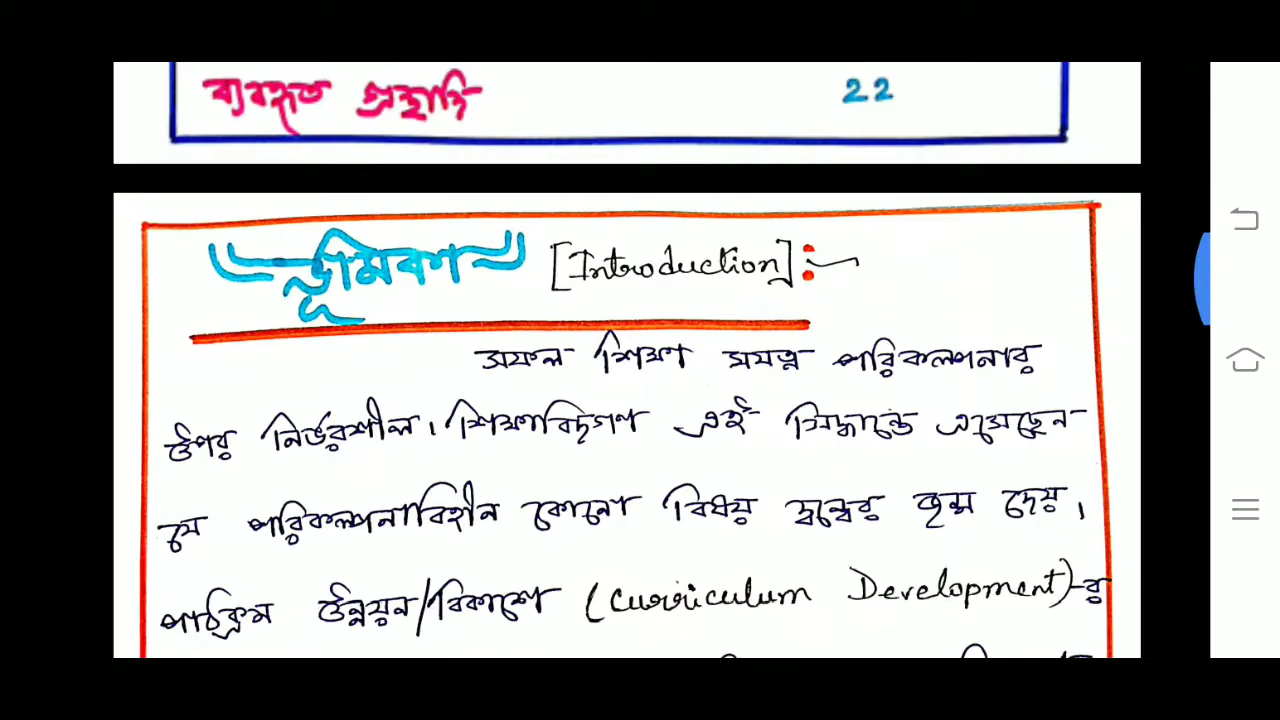 ব্যবহৃত গ্রন্থাদি 22
ভূমিকা [Introduction]:
সফল শিক্ষা সযত্ন পরিকল্পনার
উপর নির্ভরশীল। শিক্ষাবিদগণ এই সিদ্ধান্তে এসেছেন
যে পরিকল্পনাবিহীন কোনো বিষয় দ্বন্দ্বের জন্ম দেয়।
পাঠক্রম উন্নয়ন/বিকাশে (Curriculum Development)-র